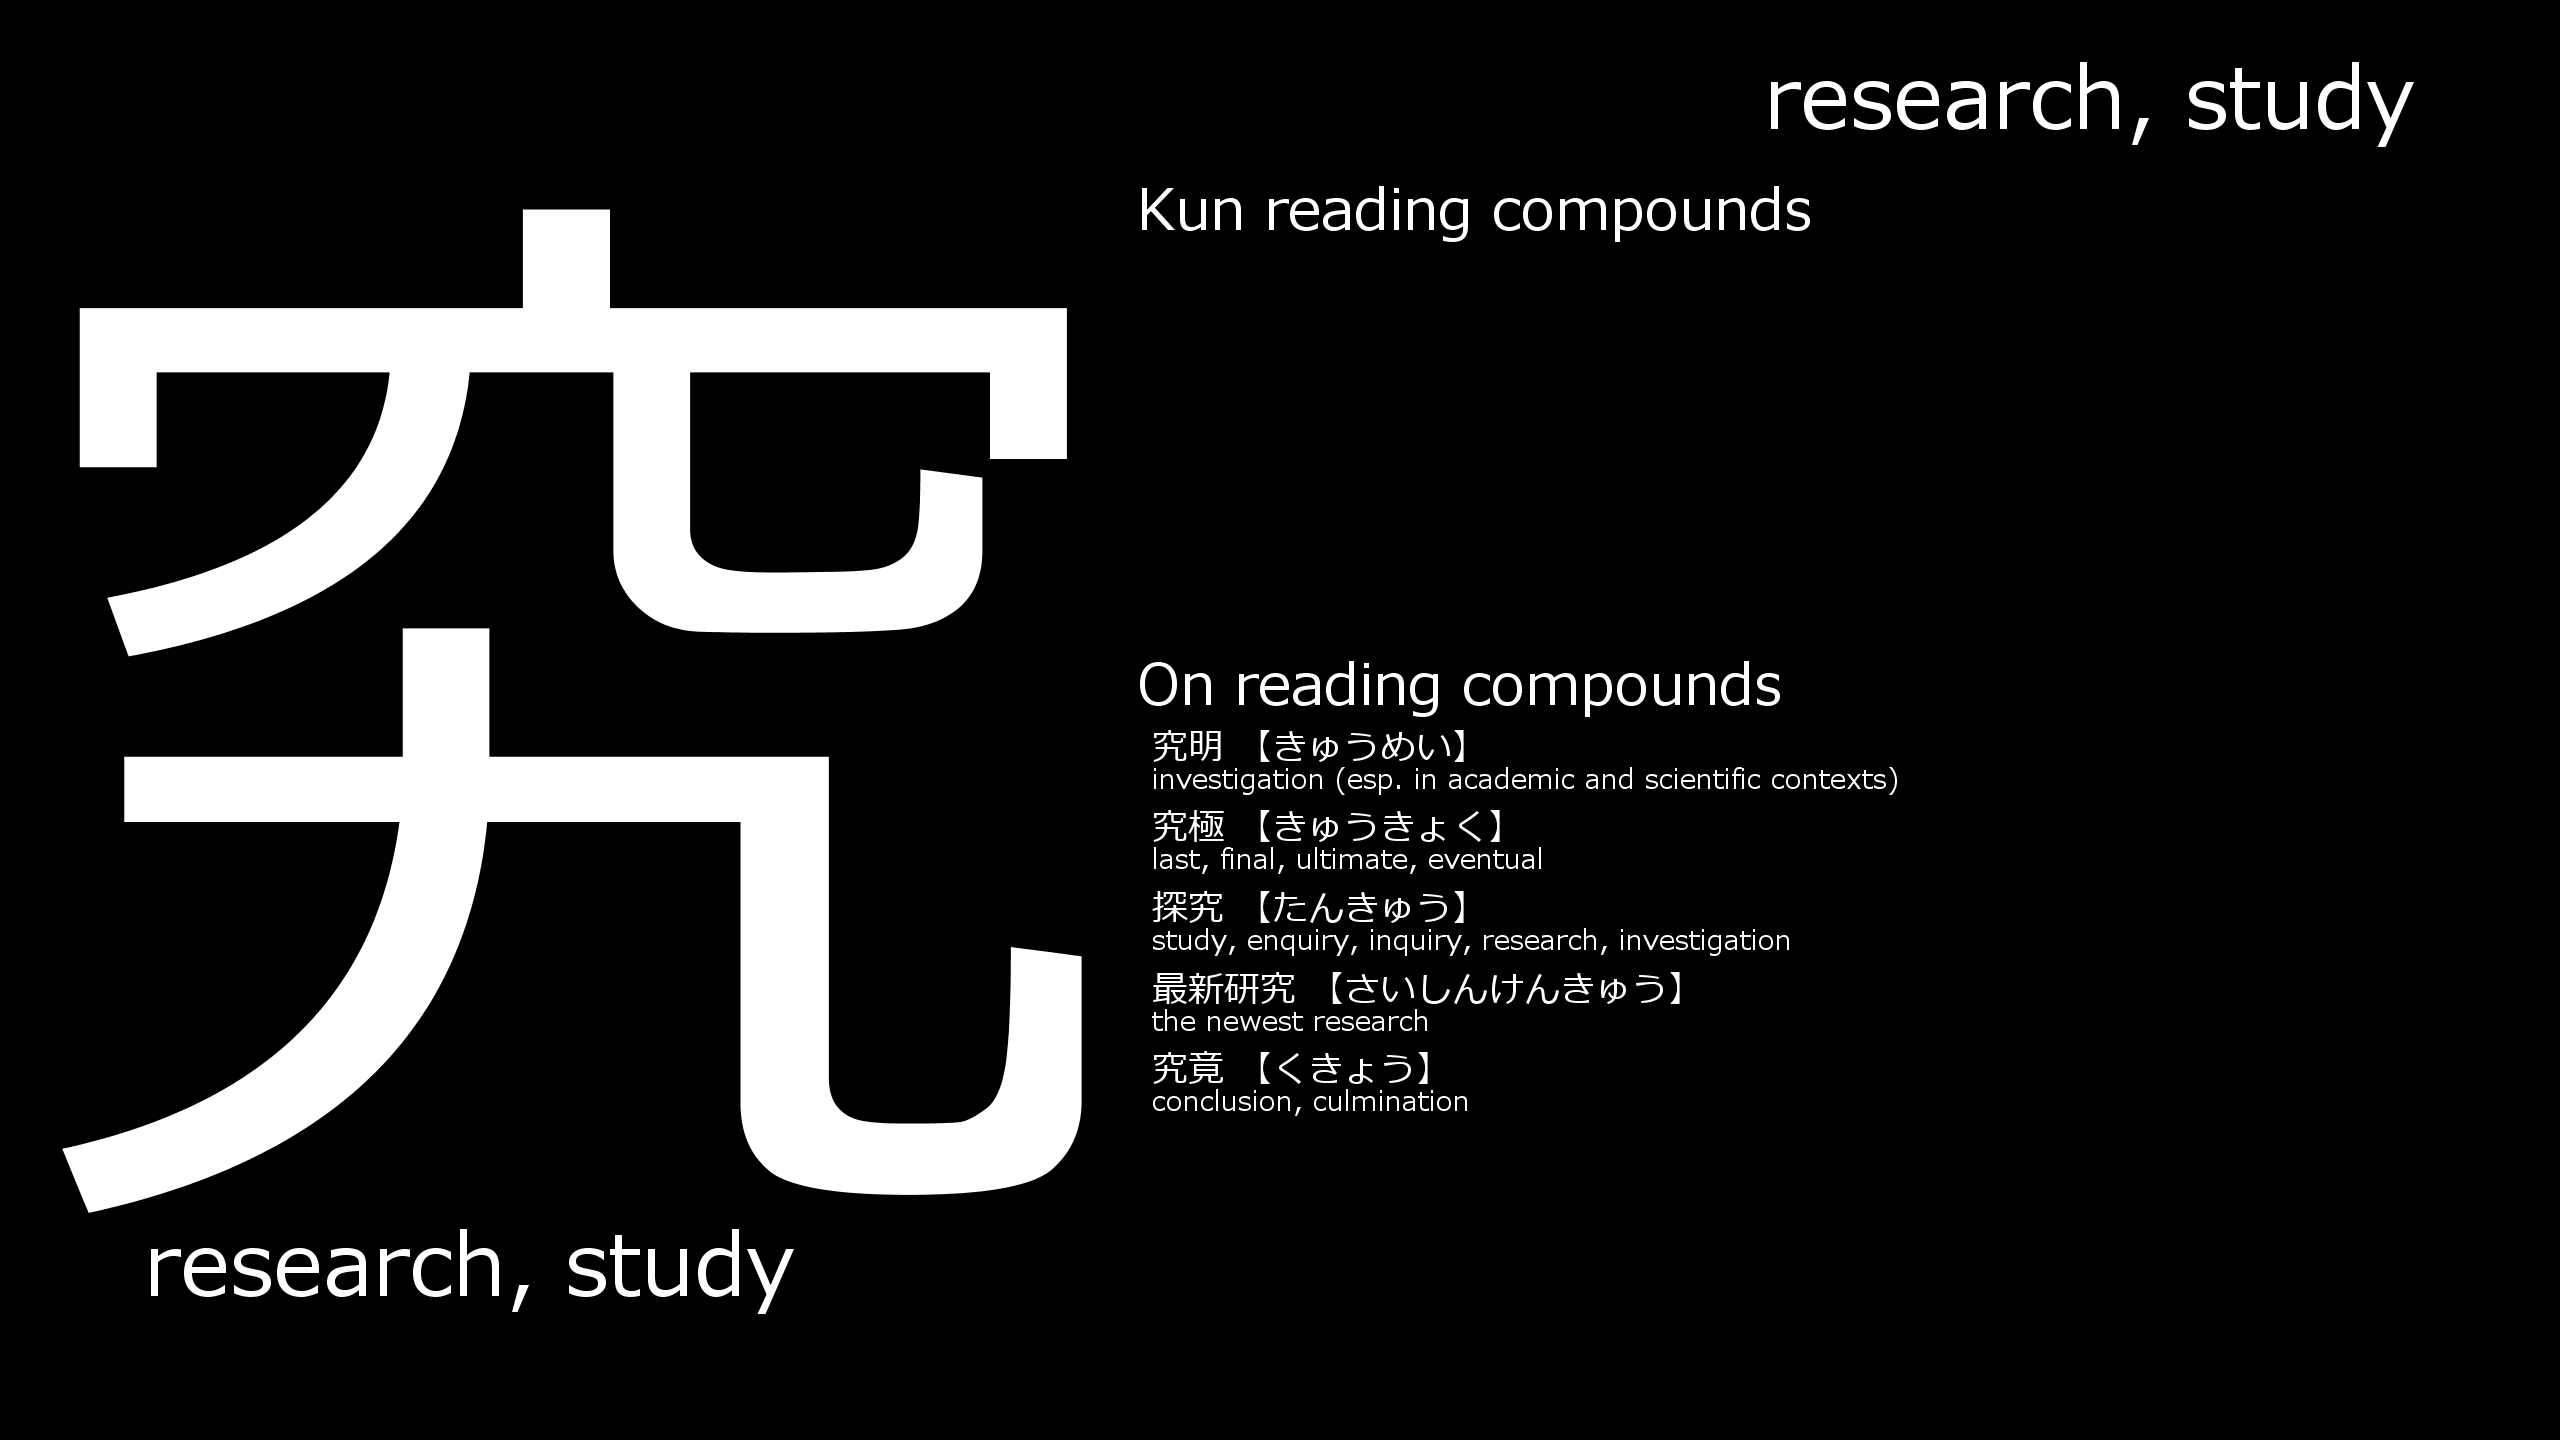 research, study
究
research, study
Kun reading compounds
On reading compounds
究明 【きゅうめい】
investigation (esp. in academic and scientific contexts)
究極 【きゅうきょく】
last, final, ultimate, eventual
探究 【たんきゅう】
study, enquiry, inquiry, research, investigation
最新研究 【さいしんけんきゅう】
the newest research
究竟 【くきょう】
conclusion, culmination